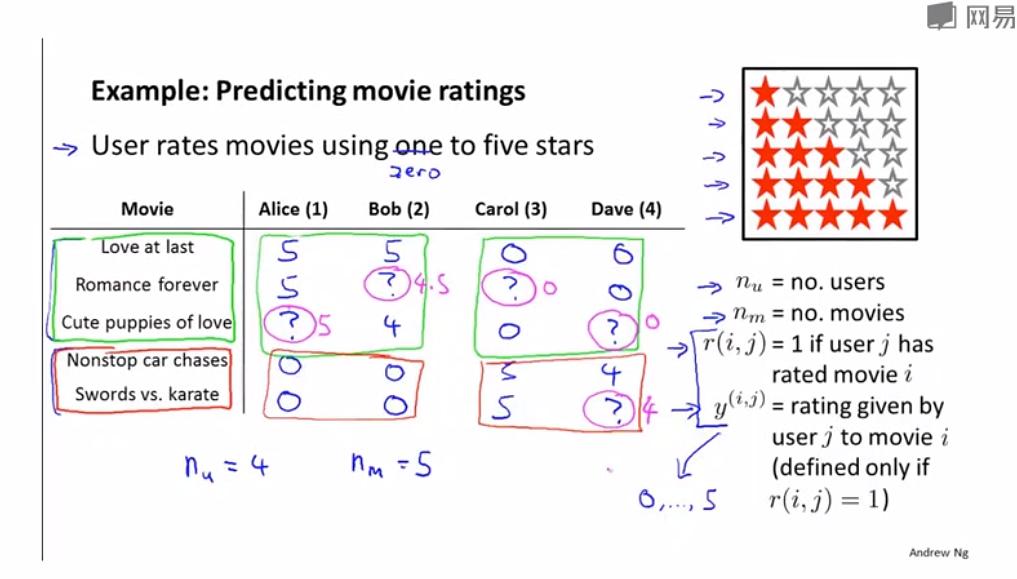 网易
Example: Predicting movie ratings
→ User rates movies using one to five stars
zero
Movie Alice (1) Bob (2) Carol (3) Dave (4)
Love at last 5 5 0 0
Romance forever 5 ? 4.5 ? 0 0
Cute puppies of love ? 5 4 0 ? 0
Nonstop car chases 0 0 5 4
Swords vs. karate 0 0 5 ? 4
n_u = 4 n_m = 5
→ n_u = no. users
→ n_m = no. movies
→ r(i, j) = 1 if user j has
rated movie i
→ y^(i,j) = rating given by
user j to movie i
(defined only if
r(i, j) = 1)
0,..., 5
Andrew Ng